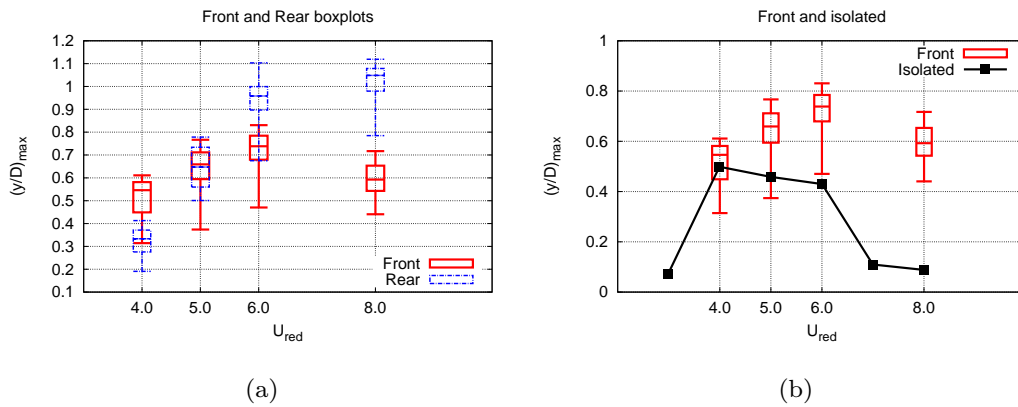 Front and Rear boxplots
1.2
1.1
1
0.9
0.8
0.7
0.6
0.5
0.4
0.3
0.2
0.1
(y/D)max
4.0 5.0 6.0 8.0
Ured
Front
Rear
(a)
Front and isolated
1
0.8
0.6
0.4
0.2
0
(y/D)max
4.0 5.0 6.0 8.0
Ured
Front
Isolated
(b)